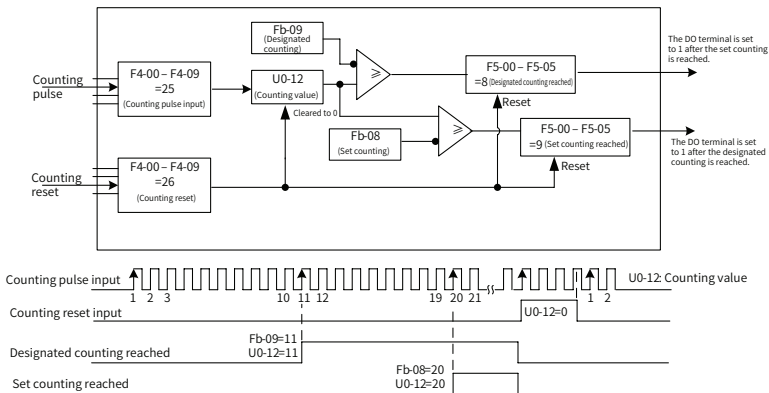 Fb-09
(Designated
counting)
The DO terminal is set
to 1 after the set counting
is reached.
Counting
pulse
F4-00 – F4-09
=25
(Counting pulse input)
U0-12
(Counting value)
⩾
F5-00 – F5-05
=8 (Designated counting reached)
Reset
Cleared to 0
Fb-08
(Set counting)
⩾
F5-00 – F5-05
=9 (Set counting reached)
Reset
The DO terminal is set
to 1 after the designated
counting is reached.
Counting
reset
F4-00 – F4-09
=26
(Counting reset)
Counting pulse input
U0-12: Counting value
1 2 3 10 11 12 19 20 21 1 2
Counting reset input
U0-12=0
Designated counting reached
Fb-09=11
U0-12=11
Set counting reached
Fb-08=20
U0-12=20